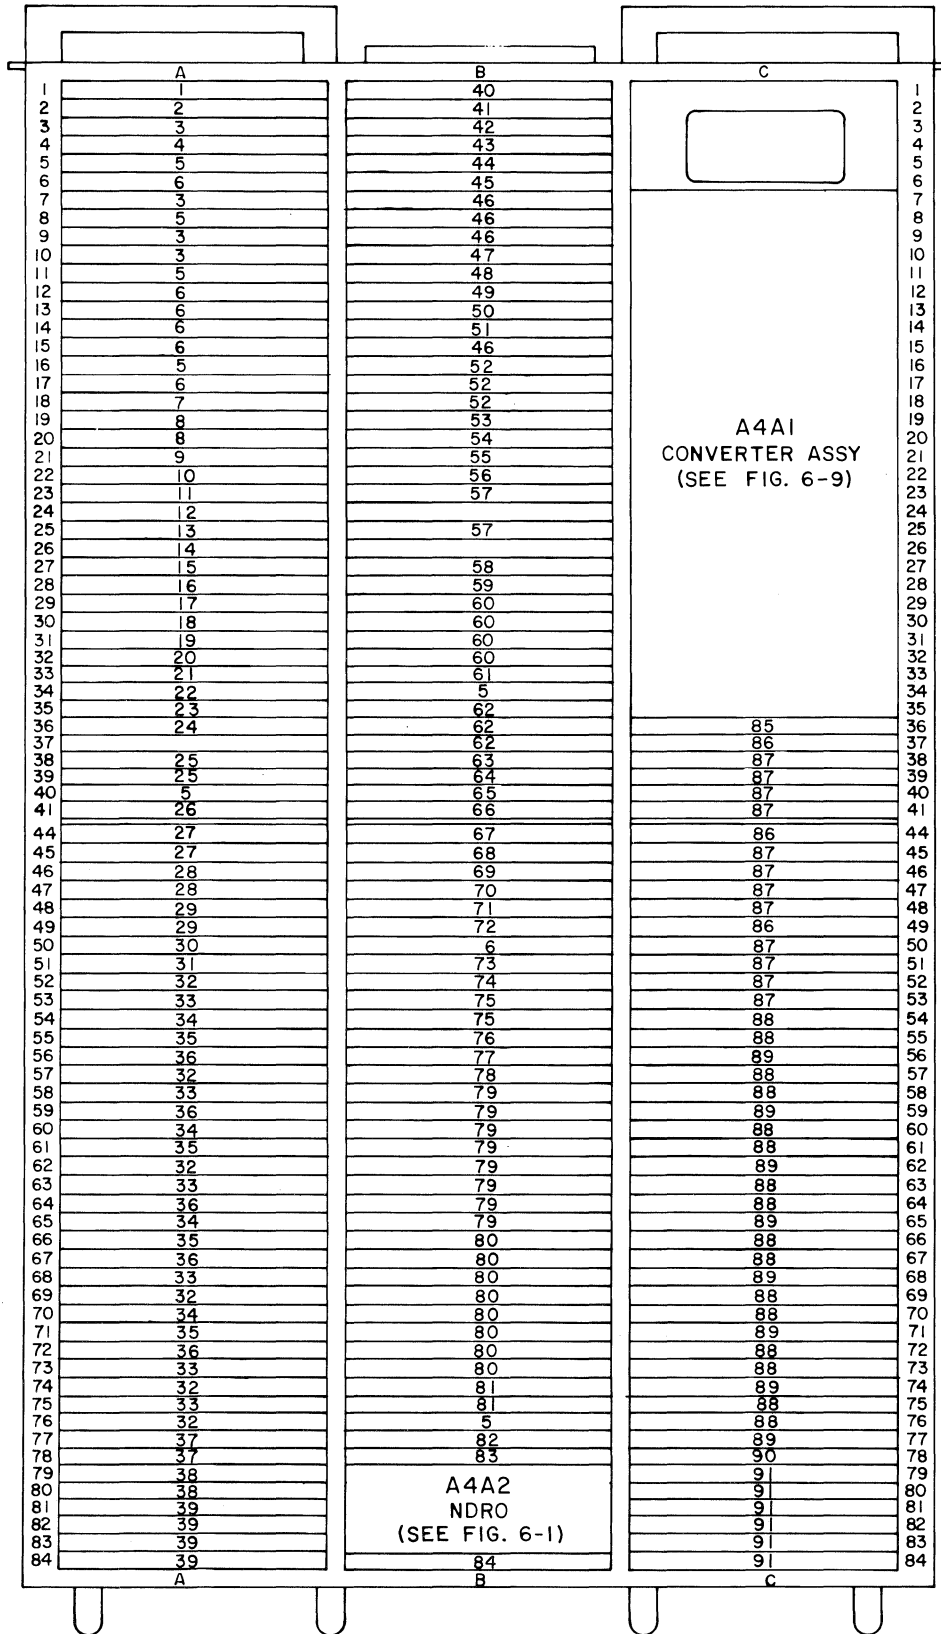 A B C
1 1 40 1
2 2 41 2
3 3 42 3
4 4 43 4
5 5 44 5
6 6 45 6
7 3 46 7
8 5 46 8
9 3 46 9
10 3 47 10
11 5 48 11
12 6 49 12
13 6 50 13
14 6 51 14
15 6 46 15
16 5 52 16
17 6 52 17
18 7 52 18
19 8 53 19
20 8 54 A4A1 20
21 9 55 CONVERTER ASSY 21
22 10 56 (SEE FIG. 6-9) 22
23 11 57 23
24 12 24
25 13 57 25
26 14 26
27 15 58 27
28 16 59 28
29 17 60 29
30 18 60 30
31 19 60 31
32 20 60 32
33 21 61 33
34 22 5 34
35 23 62 35
36 24 62 85 36
37 62 86 37
38 25 63 87 38
39 25 64 87 39
40 5 65 87 40
41 26 66 87 41
44 27 67 86 44
45 27 68 87 45
46 28 69 87 46
47 28 70 87 47
48 29 71 87 48
49 29 72 86 49
50 30 6 87 50
51 31 73 87 51
52 32 74 87 52
53 33 75 87 53
54 34 75 88 54
55 35 76 88 55
56 36 77 89 56
57 32 78 88 57
58 33 79 88 58
59 36 79 89 59
60 34 79 88 60
61 35 79 88 61
62 32 79 89 62
63 33 79 88 63
64 36 79 88 64
65 34 79 89 65
66 35 80 88 66
67 36 80 88 67
68 33 80 89 68
69 32 80 88 69
70 34 80 88 70
71 35 80 89 71
72 36 80 88 72
73 33 80 88 73
74 32 81 89 74
75 33 81 88 75
76 32 5 88 76
77 37 82 89 77
78 37 83 90 78
79 38 91 79
80 38 A4A2 91 80
81 39 NDRO 91 81
82 39 (SEE FIG. 6-1) 91 82
83 39 91 83
84 39 84 91 84
A B C